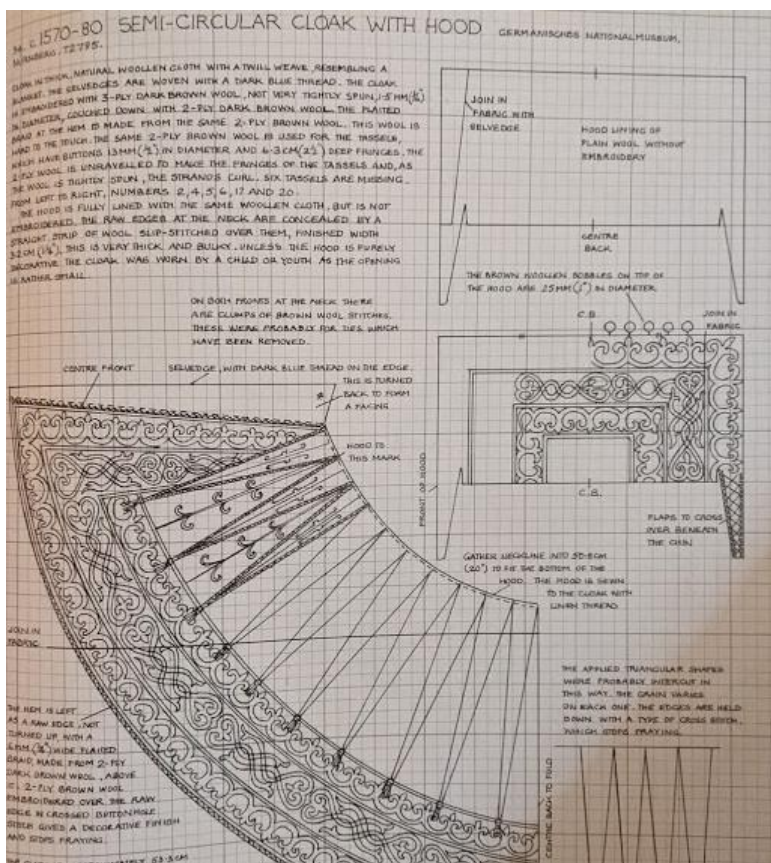 M. c.1570-80 SEMI-CIRCULAR CLOAK WITH HOOD GERMANISCHES NATIONALMUSEUM,
NURNBERG. T2795.
CLOAK IN THICK, NATURAL WOOLLEN CLOTH WITH A TWILL WEAVE, RESEMBLING A
BLANKET. THE SELVEDGES ARE WOVEN WITH A DARK BLUE THREAD. THE CLOAK
IS EMBROIDERED WITH 3-PLY DARK BROWN WOOL, NOT VERY TIGHTLY SPUN, 1·5 MM
IN DIAMETER, COUCHED DOWN WITH 2-PLY DARK BROWN WOOL. THE PLAITED
BRAID AT THE HEM IS MADE FROM THE SAME 2-PLY BROWN WOOL. THIS WOOL IS
HARD TO THE TOUCH. THE SAME 2-PLY BROWN WOOL IS USED FOR THE TASSELS,
WHICH HAVE BUTTONS 13MM (½") IN DIAMETER AND 6·3CM (2½") DEEP FRINGES. THE
2-PLY WOOL IS UNRAVELLED TO MAKE THE FRINGES OF THE TASSELS AND, AS
THE WOOL IS TIGHTLY SPUN, THE STRANDS CURL. SIX TASSELS ARE MISSING,
FROM LEFT TO RIGHT, NUMBERS 2, 4, 5, 6, 17 AND 20.
THE HOOD IS FULLY LINED WITH THE SAME WOOLLEN CLOTH, BUT IS NOT
EMBROIDERED. THE RAW EDGES AT THE NECK ARE CONCEALED BY A
STRAIGHT STRIP OF WOOL SLIP-STITCHED OVER THEM, FINISHED WIDTH
3·2 CM (1¼"). THIS IS VERY THICK AND BULKY. UNLESS THE HOOD IS PURELY
DECORATIVE THE CLOAK WAS WORN BY A CHILD OR YOUTH AS THE OPENING
IS RATHER SMALL.
JOIN IN
FABRIC WITH
SELVEDGE
HOOD LINING OF
PLAIN WOOL WITHOUT
EMBROIDERY
CENTRE
BACK
THE BROWN WOOLLEN BOBBLES ON TOP OF
THE HOOD ARE 25MM (1") IN DIAMETER
ON BOTH FRONTS AT THE NECK THERE
ARE CLUMPS OF BROWN WOOL STITCHES.
THESE WERE PROBABLY FOR TIES WHICH
HAVE BEEN REMOVED.
C.B.
JOIN IN
FABRIC
CENTRE FRONT
SELVEDGE, WITH DARK BLUE THREAD ON THE EDGE.
THIS IS TURNED
BACK TO FORM
A FACING
HOOD TO
THIS MARK
FRONT OF HOOD
C.B.
FLAPS TO CROSS
OVER BENEATH
THE CHIN
GATHER NECKLINE INTO 50·8CM
(20") TO FIT THE BOTTOM OF THE
HOOD. THE HOOD IS SEWN
TO THE CLOAK WITH
LINEN THREAD
JOIN IN
FABRIC
THE APPLIED TRIANGULAR SHAPES
WERE PROBABLY INTERCUT IN
THIS WAY. THE GRAIN VARIES
ON EACH ONE. THE EDGES ARE HELD
DOWN WITH A TYPE OF CROSS STITCH,
WHICH STOPS FRAYING.
THE HEM IS LEFT
AS A RAW EDGE, NOT
TURNED UP, WITH A
6MM (¼") WIDE PLAITED
BRAID, MADE FROM 2-PLY
DARK BROWN WOOL, ABOVE
IT. 2-PLY BROWN WOOL
EMBROIDERED OVER THE RAW
EDGE IN CROSSED BUTTONHOLE
STITCH GIVES A DECORATIVE FINISH
AND STOPS FRAYING.
CENTRE BACK TO FOLD
53·3CM